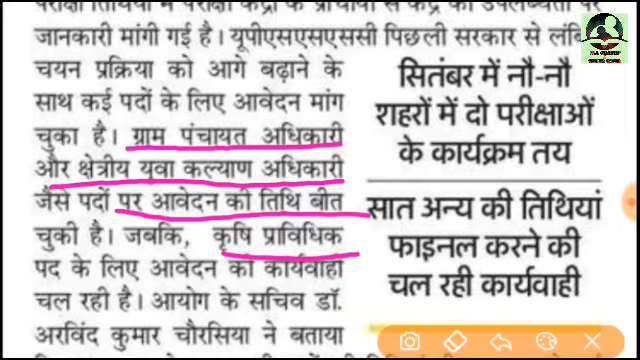 परीक्षा तिथियों में परीक्षा केंद्रों के प्राचार्यों से केंद्र की उपलब्धता पर
जानकारी मांगी गई है। यूपीएसएसएससी पिछली सरकार से
चयन प्रक्रिया को आगे बढ़ाने के
साथ कई पदों के लिए आवेदन मांग
चुका है। ग्राम पंचायत अधिकारी
और क्षेत्रीय युवा कल्याण अधिकारी
जैसे पदों पर आवेदन की तिथि बीत
चुकी है। जबकि, कृषि प्राविधिक
पद के लिए आवेदन की कार्यवाही
चल रही है। आयोग के सचिव डॉ.
अरविंद कुमार चौरसिया ने बताया
सितंबर में नौ-नौ
शहरों में दो परीक्षाओं
के कार्यक्रम तय
सात अन्य की तिथियां
फाइनल करने की
चल रही कार्यवाही